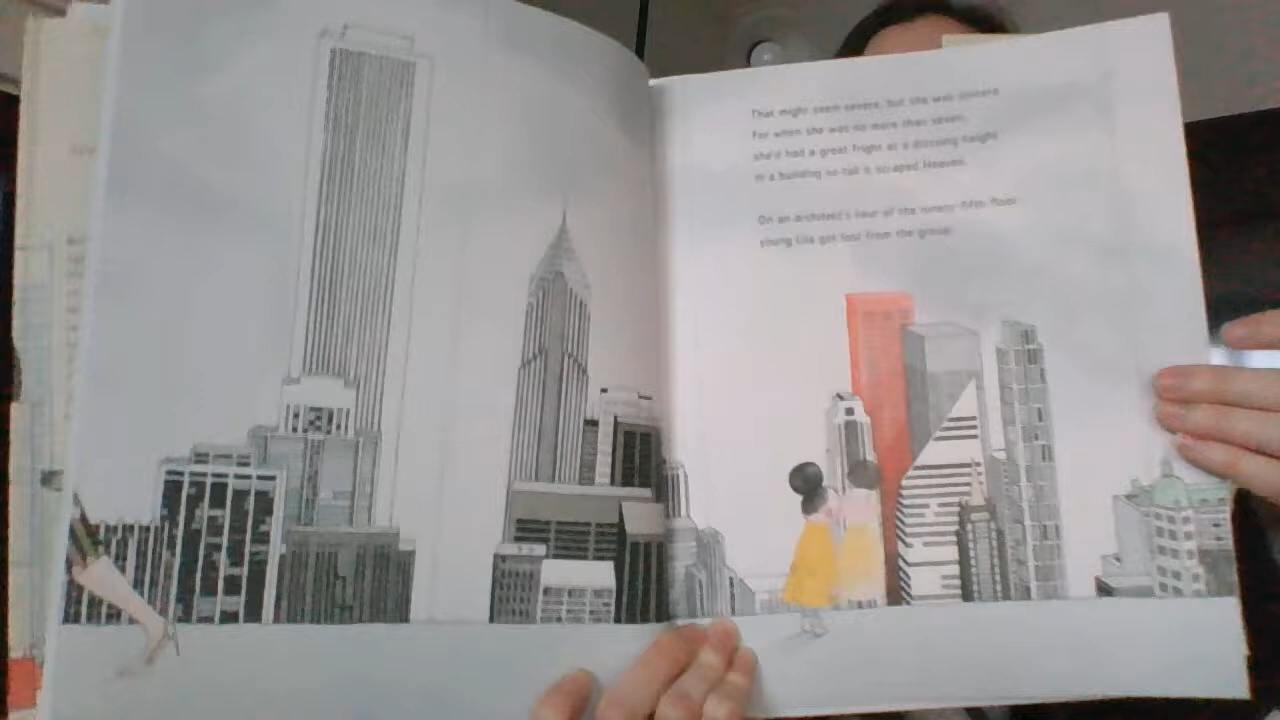 That might seem severe, but she was sincere
For when she was no more than seven,
she'd had a great fright at a dizzying height
in a building so tall it scraped Heaven.
On an architect's tour of the ninety-fifth floor
young Lila got lost from the group.